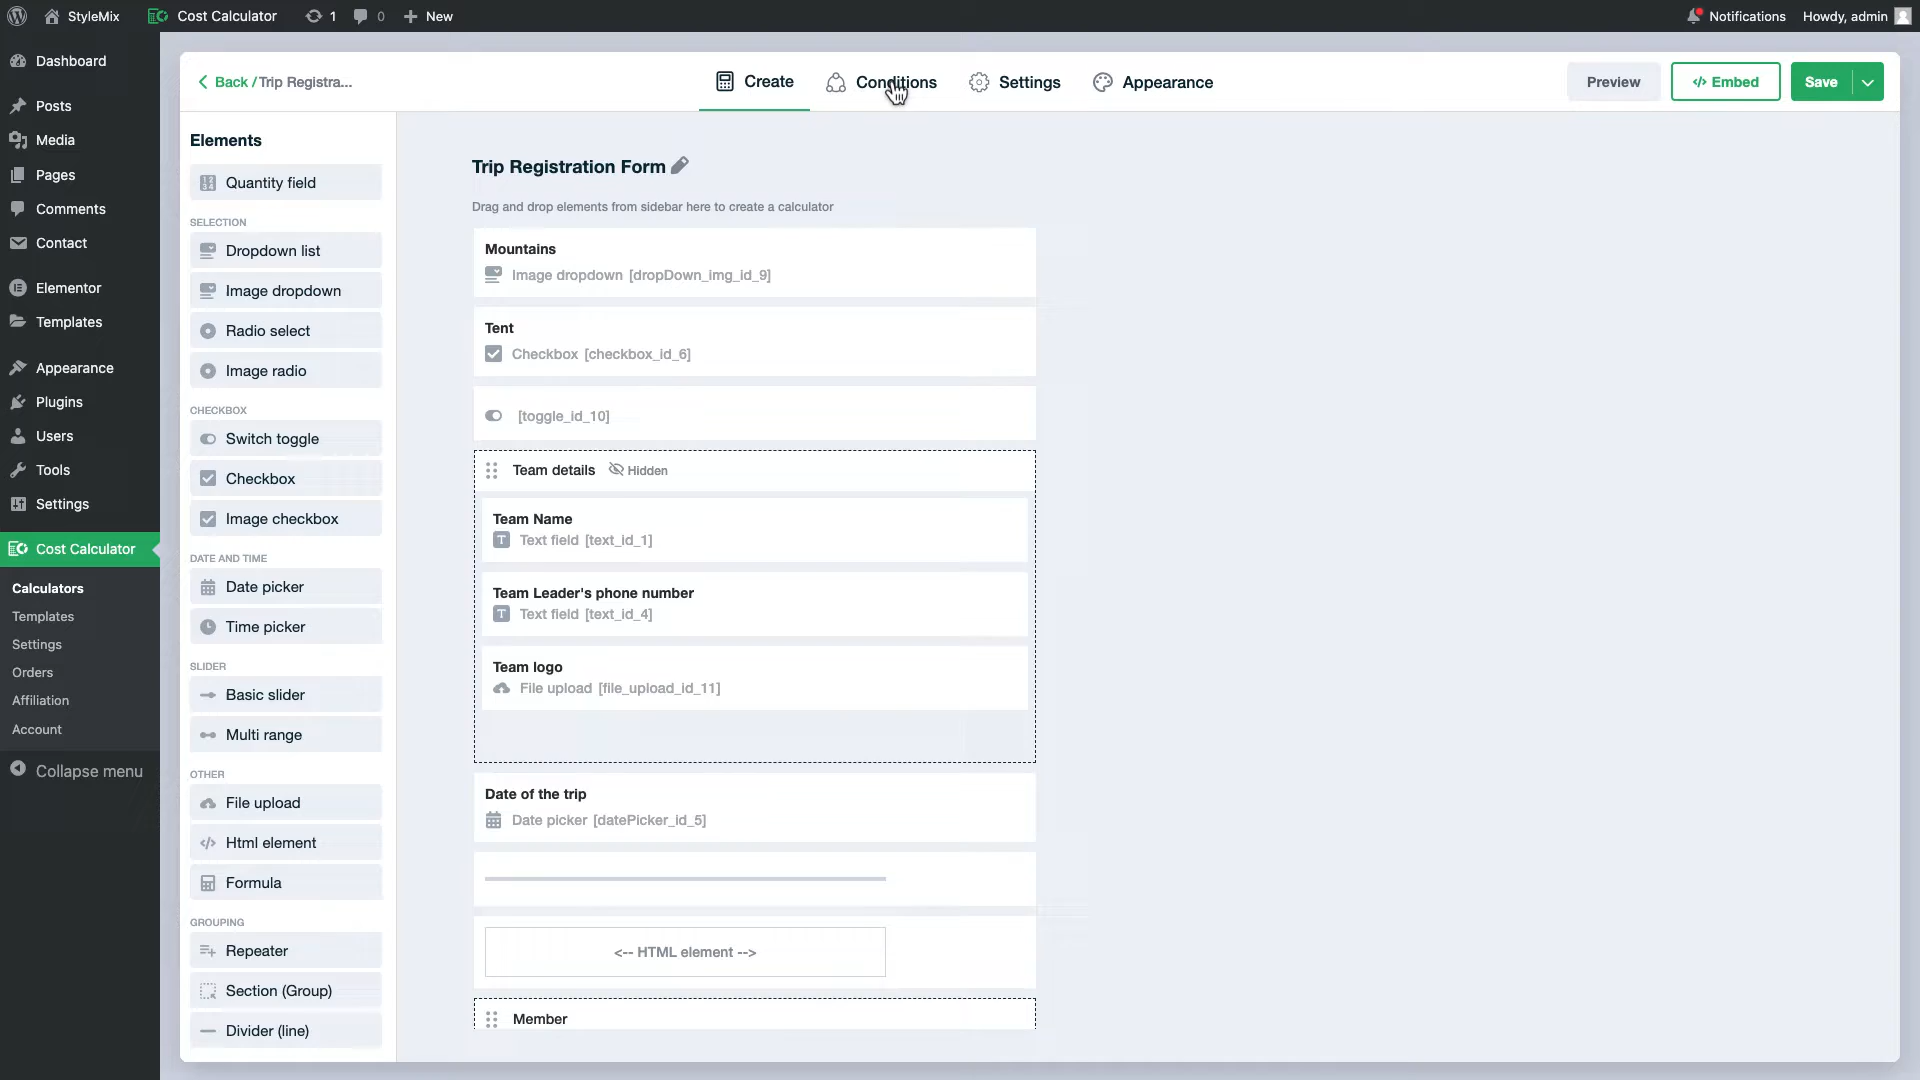 StyleMix
Cost Calculator
1
0
New
Notifications
Howdy, admin
Dashboard
Posts
Media
Pages
Comments
Contact
Elementor
Templates
Appearance
Plugins
Users
Tools
Settings
Cost Calculator
Calculators
Templates
Settings
Orders
Affiliation
Account
Collapse menu
Back / Trip Registra...
Create
Conditions
Settings
Appearance
Preview
</> Embed
Save
Elements
Quantity field
SELECTION
Dropdown list
Image dropdown
Radio select
Image radio
CHECKBOX
Switch toggle
Checkbox
Image checkbox
DATE AND TIME
Date picker
Time picker
SLIDER
Basic slider
Multi range
OTHER
File upload
Html element
Formula
GROUPING
Repeater
Section (Group)
Divider (line)
Trip Registration Form
Drag and drop elements from sidebar here to create a calculator
Mountains
Image dropdown [dropDown_img_id_9]
Tent
Checkbox [checkbox_id_6]
[toggle_id_10]
Team details Hidden
Team Name
Text field [text_id_1]
Team Leader's phone number
Text field [text_id_4]
Team logo
File upload [file_upload_id_11]
Date of the trip
Date picker [datePicker_id_5]
<-- HTML element -->
Member